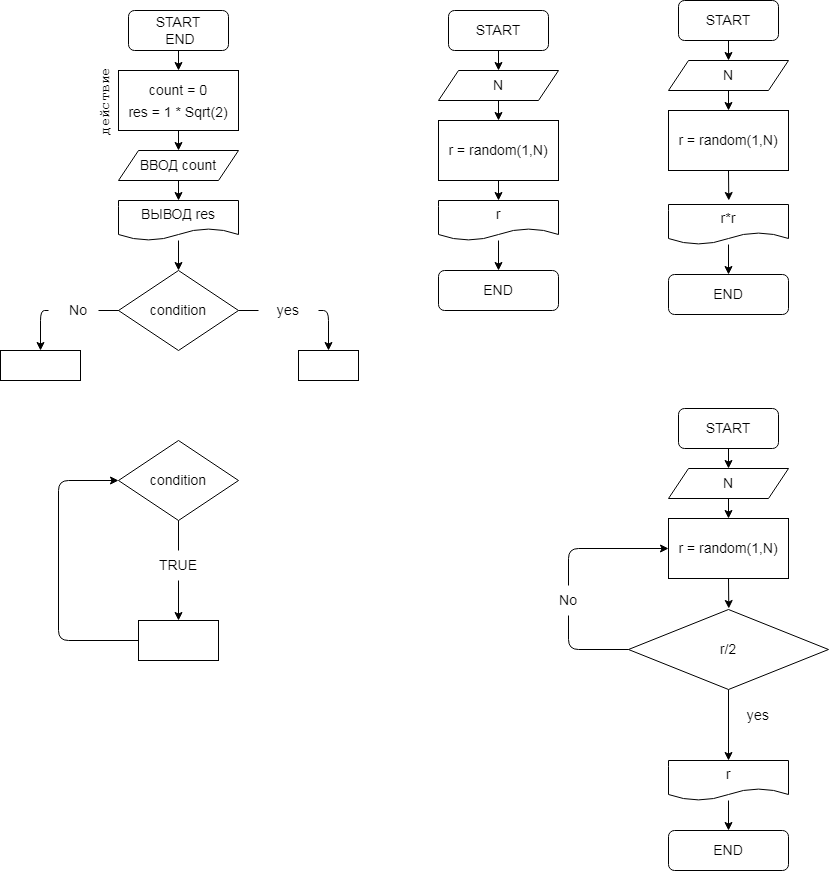 START
END
действие
count = 0
res = 1 * Sqrt(2)
ВВОД count
ВЫВОД res
condition
No
yes
condition
TRUE
START
N
r = random(1,N)
r
END
START
N
r = random(1,N)
r*r
END
START
N
r = random(1,N)
No
r/2
yes
r
END